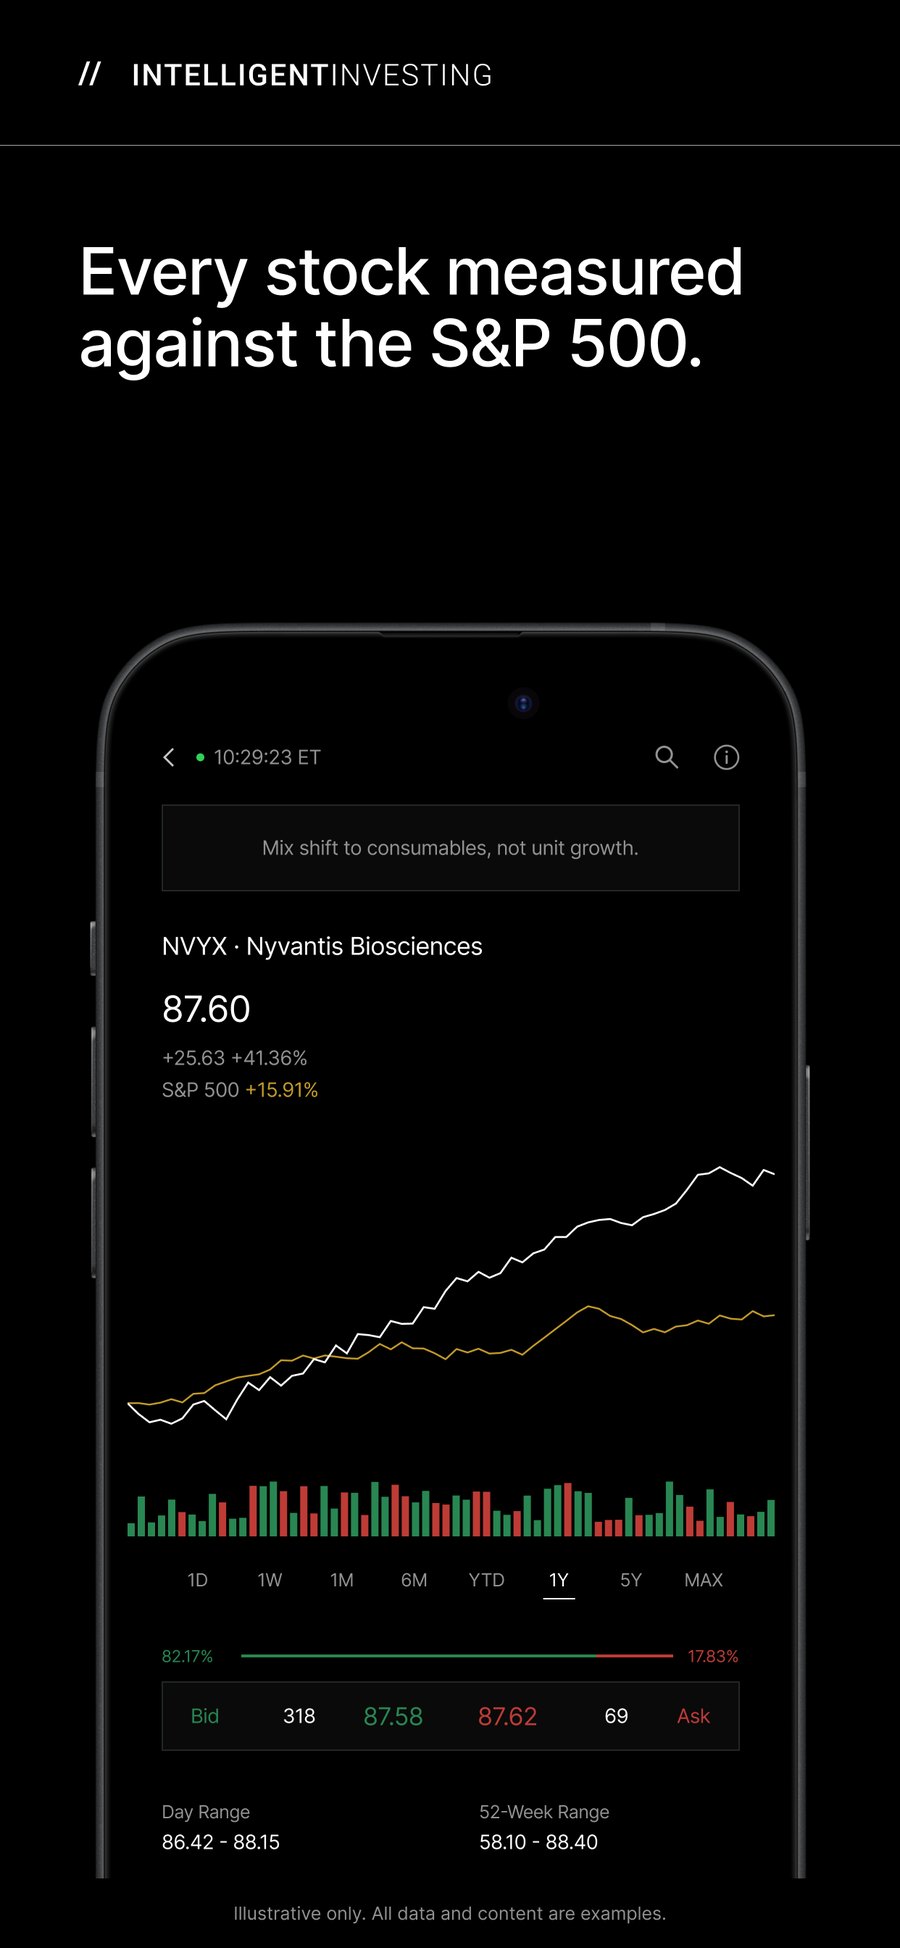 // INTELLIGENTINVESTING
Every stock measured
against the S&P 500.
10:29:23 ET
Mix shift to consumables, not unit growth.
NVYX · Nyvantis Biosciences
87.60
+25.63 +41.36%
S&P 500 +15.91%
1D 1W 1M 6M YTD 1Y 5Y MAX
82.17% 17.83%
Bid 318 87.58 87.62 69 Ask
Day Range 52-Week Range
86.42 - 88.15 58.10 - 88.40
Illustrative only. All data and content are examples.